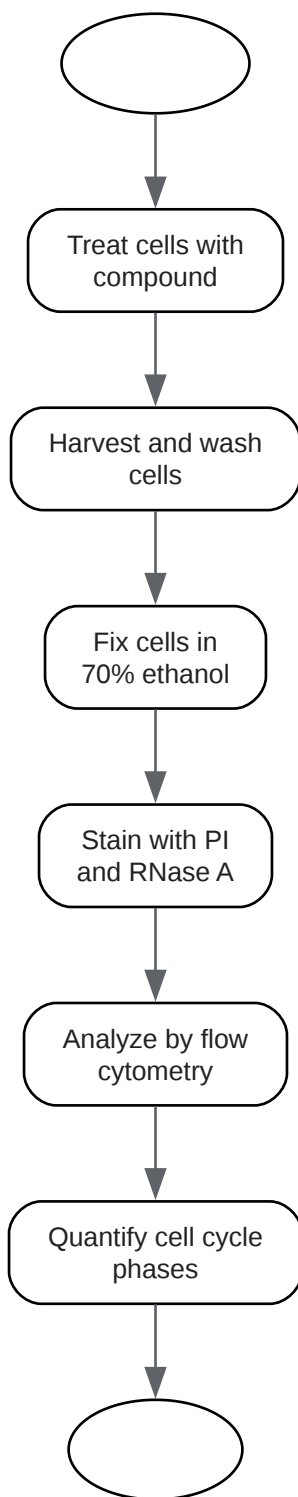 Treat cells with
compound
Harvest and wash
cells
Fix cells in
70% ethanol
Stain with PI
and RNase A
Analyze by flow
cytometry
Quantify cell cycle
phases